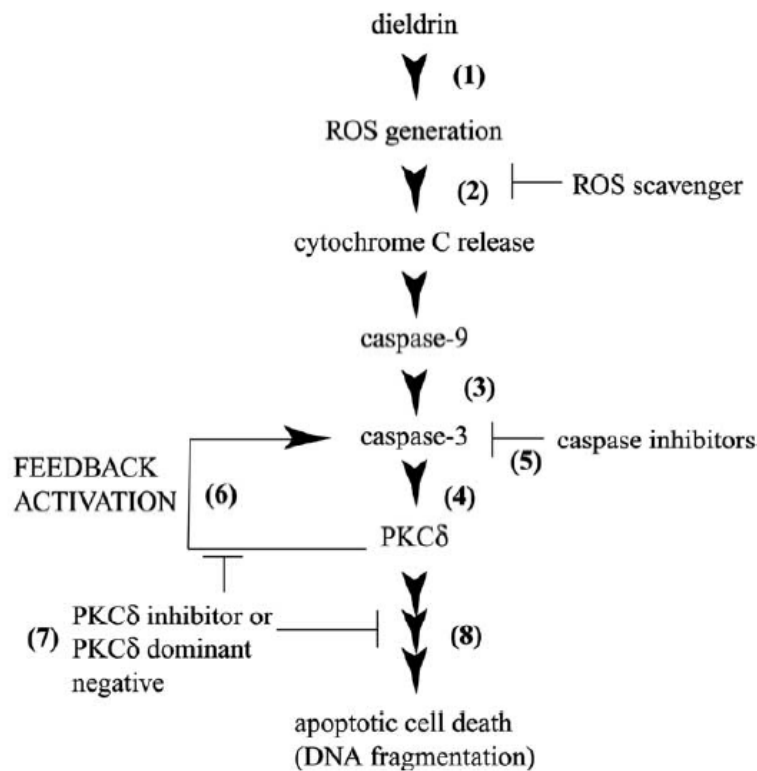 dieldrin
(1)
ROS generation
(2)
ROS scavenger
cytochrome C release
caspase-9
(3)
caspase-3
caspase inhibitors
(5)
FEEDBACK
ACTIVATION
(6)
(4)
PKCδ
(7)
PKCδ inhibitor or
PKCδ dominant
negative
(8)
apoptotic cell death
(DNA fragmentation)